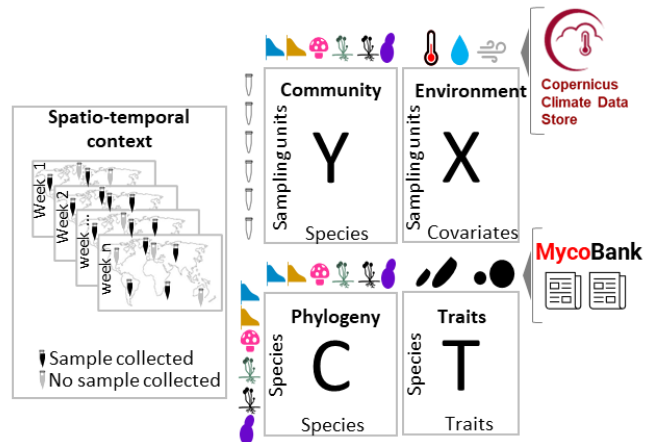 Spatio-temporal
context
Week 1
Week 2
week ...
week n
Sample collected
No sample collected
Community
Sampling units
Y
Species
Environment
Sampling units
X
Covariates
Copernicus
Climate Data
Store
Phylogeny
Species
C
Species
Traits
Species
T
Traits
MycoBank